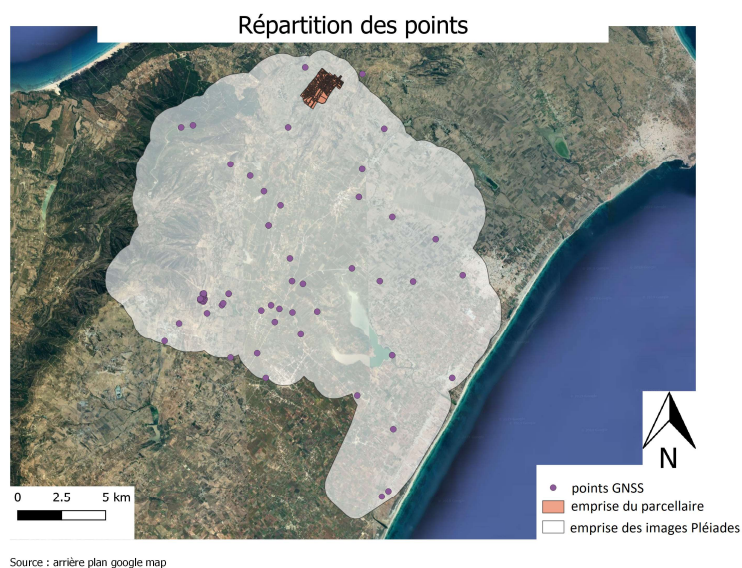 Répartition des points
N
0 2.5 5 km
points GNSS
emprise du parcellaire
emprise des images Pléiades
Source : arrière plan google map